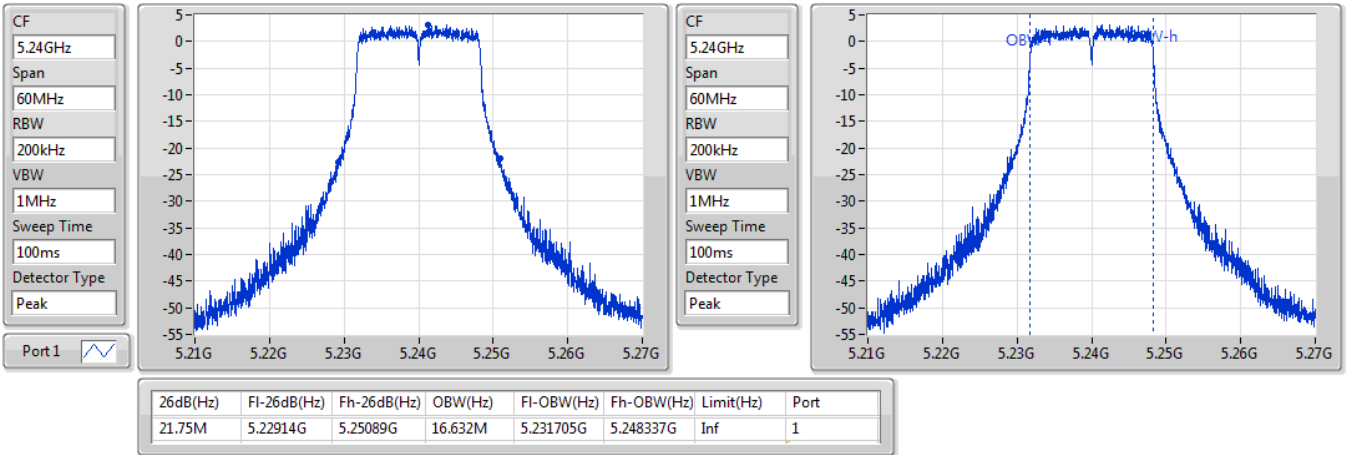 CF
5.24GHz
Span
60MHz
RBW
200kHz
VBW
1MHz
Sweep Time
100ms
Detector Type
Peak
Port 1
5
0
-5
-10
-15
-20
-25
-30
-35
-40
-45
-50
-55
5.21G 5.22G 5.23G 5.24G 5.25G 5.26G 5.27G
CF
5.24GHz
Span
60MHz
RBW
200kHz
VBW
1MHz
Sweep Time
100ms
Detector Type
Peak
5
0
-5
-10
-15
-20
-25
-30
-35
-40
-45
-50
-55
5.21G 5.22G 5.23G 5.24G 5.25G 5.26G 5.27G
26dB(Hz) Fl-26dB(Hz) Fh-26dB(Hz) OBW(Hz) Fl-OBW(Hz) Fh-OBW(Hz) Limit(Hz) Port
21.75M 5.22914G 5.25089G 16.632M 5.231705G 5.248337G Inf 1